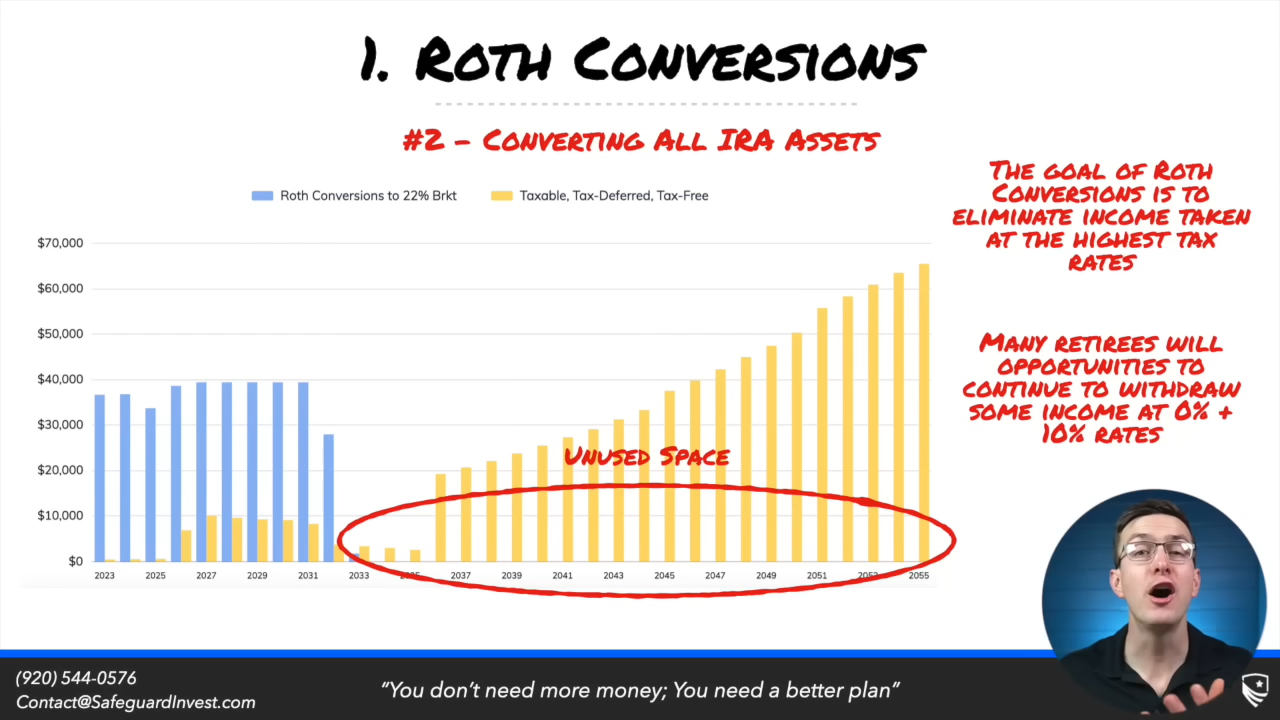 1. Roth Conversions
#2 - Converting All IRA Assets
Roth Conversions to 22% Brkt
Taxable, Tax-Deferred, Tax-Free
The goal of Roth
Conversions is to
eliminate income taken
at the highest tax
rates
Many retirees will
opportunities to
continue to withdraw
some income at 0% +
10% rates
$70,000
$60,000
$50,000
$40,000
$30,000
$20,000
$10,000
$0
Unused Space
2023 2025 2027 2029 2031 2033 2035 2037 2039 2041 2043 2045 2047 2049 2051 2053 2055
(920) 544-0576
Contact@SafeguardInvest.com
"You don't need more money; You need a better plan"